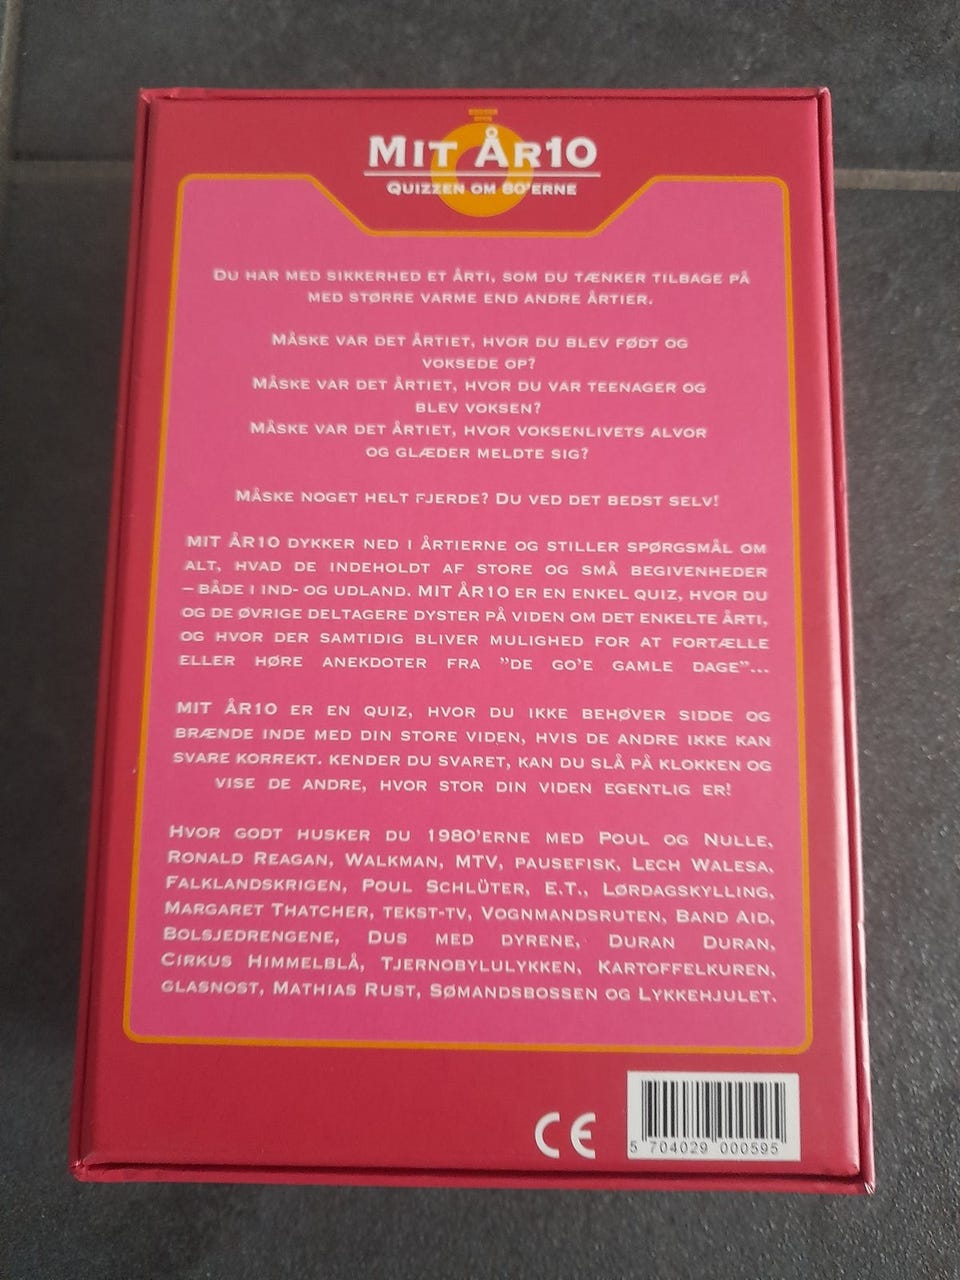 MIT ÅR10
QUIZZEN OM 80'ERNE
DU HAR MED SIKKERHED ET ÅRTI, SOM DU TÆNKER TILBAGE PÅ
MED STØRRE VARME END ANDRE ÅRTIER.
MÅSKE VAR DET ÅRTIET, HVOR DU BLEV FØDT OG
VOKSEDE OP?
MÅSKE VAR DET ÅRTIET, HVOR DU VAR TEENAGER OG
BLEV VOKSEN?
MÅSKE VAR DET ÅRTIET, HVOR VOKSENLIVETS ALVOR
OG GLÆDER MELDTE SIG?
MÅSKE NOGET HELT FJERDE? DU VED DET BEDST SELV!
MIT ÅR10 DYKKER NED I ÅRTIERNE OG STILLER SPØRGSMÅL OM
ALT, HVAD DE INDEHOLDT AF STORE OG SMÅ BEGIVENHEDER
– BÅDE I IND- OG UDLAND. MIT ÅR10 ER EN ENKEL QUIZ, HVOR DU
OG DE ØVRIGE DELTAGERE DYSTER PÅ VIDEN OM DET ENKELTE ÅRTI,
OG HVOR DER SAMTIDIG BLIVER MULIGHED FOR AT FORTÆLLE
ELLER HØRE ANEKDOTER FRA ”DE GO'E GAMLE DAGE”...
MIT ÅR10 ER EN QUIZ, HVOR DU IKKE BEHØVER SIDDE OG
BRÆNDE INDE MED DIN STORE VIDEN, HVIS DE ANDRE IKKE KAN
SVARE KORREKT. KENDER DU SVARET, KAN DU SLÅ PÅ KLOKKEN OG
VISE DE ANDRE, HVOR STOR DIN VIDEN EGENTLIG ER!
HVOR GODT HUSKER DU 1980'ERNE MED POUL OG NULLE,
RONALD REAGAN, WALKMAN, MTV, PAUSEFISK, LECH WALESA,
FALKLANDSKRIGEN, POUL SCHLÜTER, E.T., LØRDAGSKYLLING,
MARGARET THATCHER, TEKST-TV, VOGNMANDSRUTEN, BAND AID,
BOLSJEDRENGENE, DUS MED DYRENE, DURAN DURAN,
CIRKUS HIMMELBLÅ, TJERNOBYLULYKKEN, KARTOFFELKUREN,
GLASNOST, MATHIAS RUST, SØMANDSBOSSEN OG LYKKEHJULET.
CE
5 704029 000595